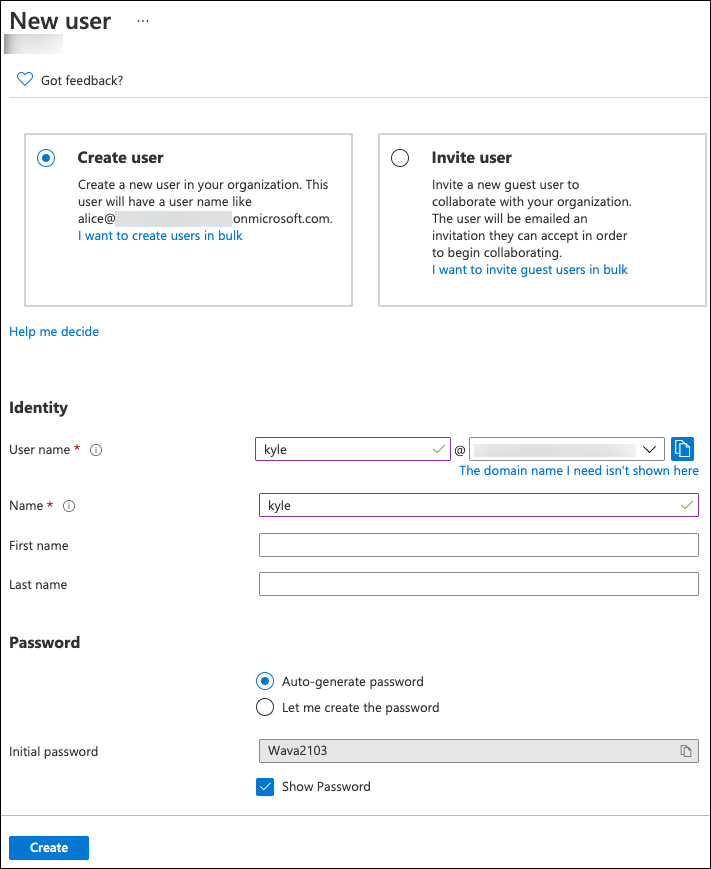 New user ...
Got feedback?
Create user
Create a new user in your organization. This
user will have a user name like
alice@ onmicrosoft.com.
I want to create users in bulk
Invite user
Invite a new guest user to
collaborate with your organization.
The user will be emailed an
invitation they can accept in order
to begin collaborating.
I want to invite guest users in bulk
Help me decide
Identity
User name * kyle @
The domain name I need isn't shown here
Name * kyle
First name
Last name
Password
Auto-generate password
Let me create the password
Initial password Wava2103
Show Password
Create